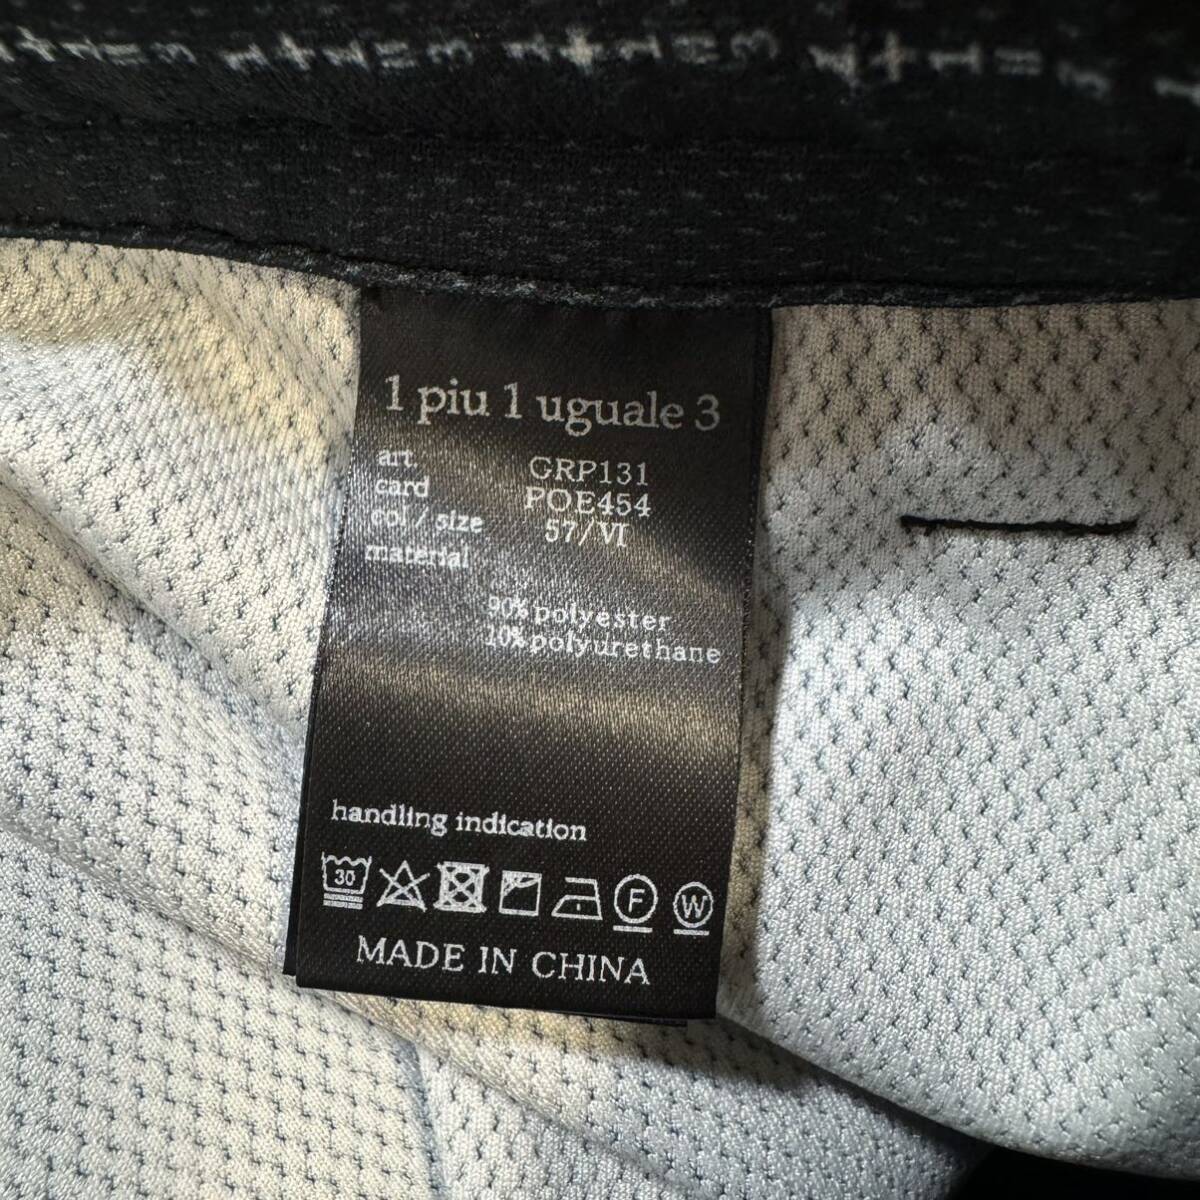 1 piu 1 uguale 3
art. GRP131
card POE454
col / size 57/VI
material
90% polyester
10% polyurethane
handling indication
30 F W
MADE IN CHINA